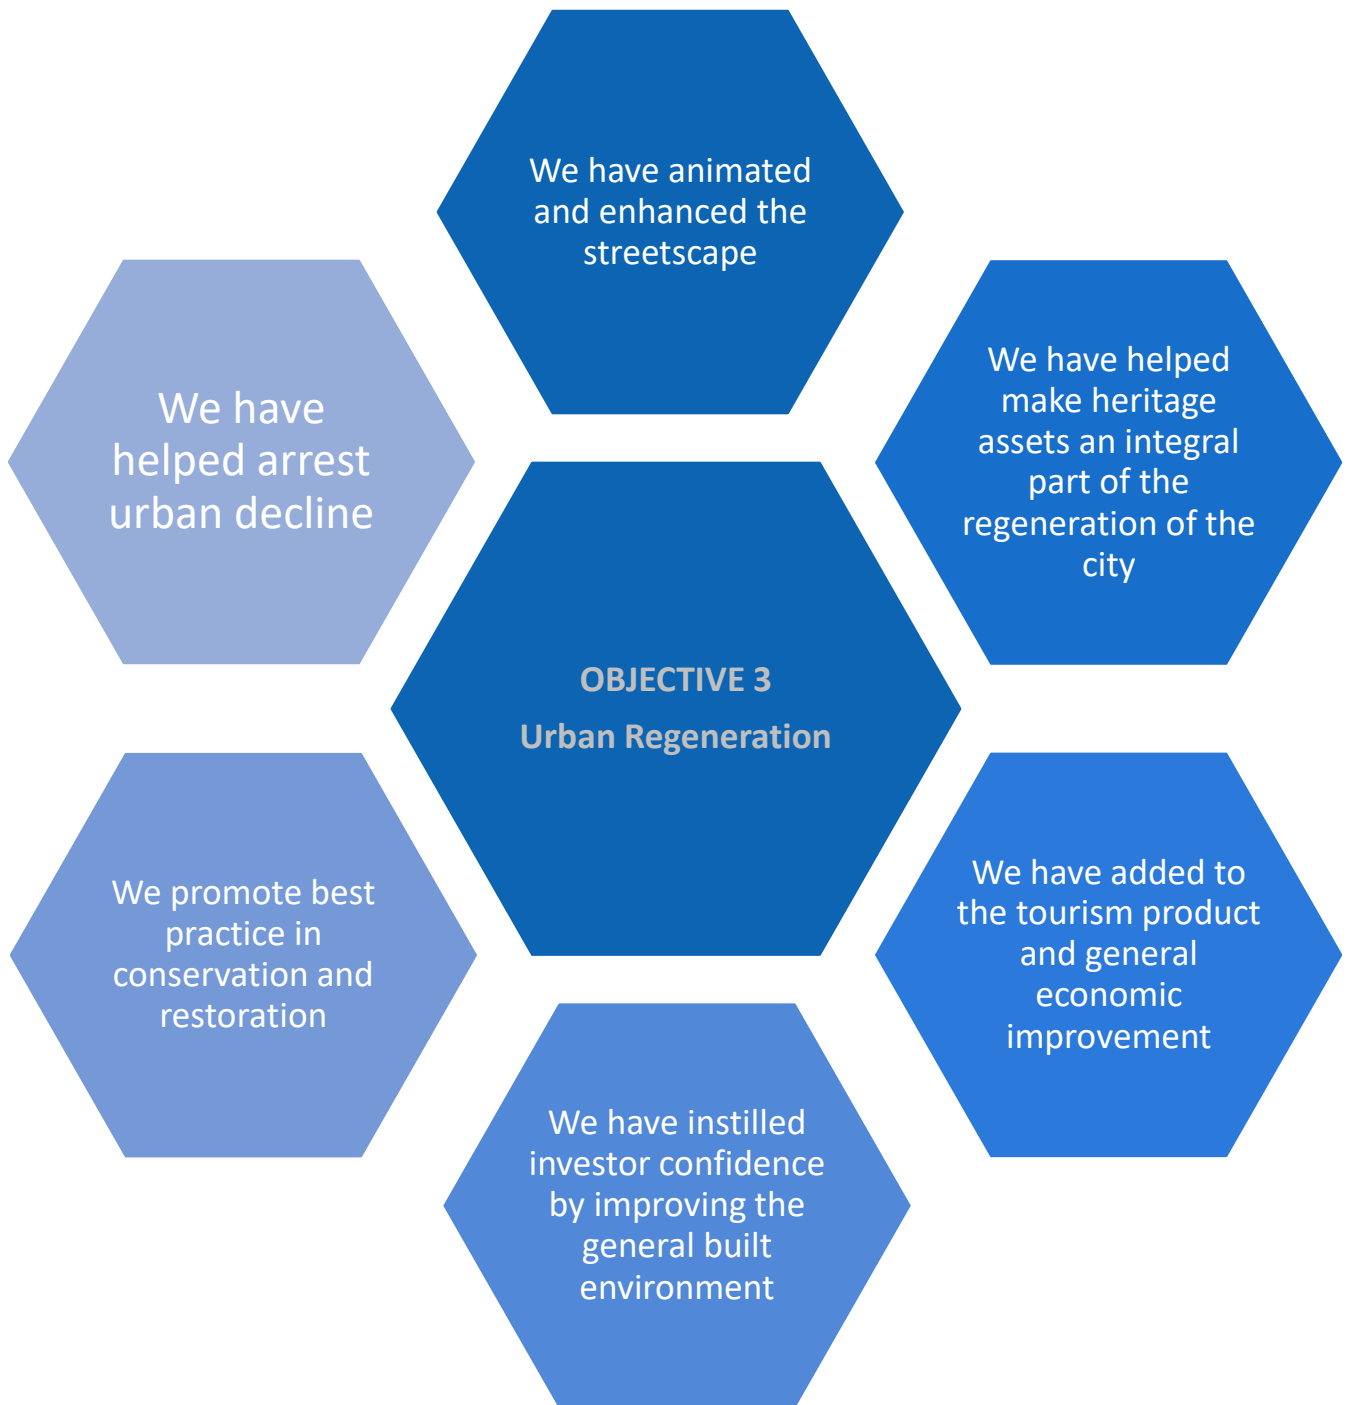 We have animated
and enhanced the
streetscape
We have helped
make heritage
assets an integral
part of the
regeneration of the
city
We have
helped arrest
urban decline
OBJECTIVE 3
Urban Regeneration
We have added to
the tourism product
and general
economic
improvement
We promote best
practice in
conservation and
restoration
We have instilled
investor confidence
by improving the
general built
environment